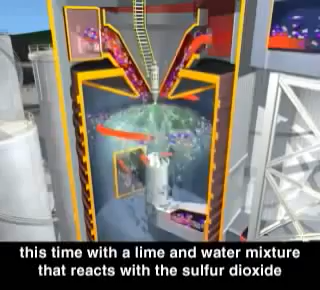 this time with a lime and water mixture
that reacts with the sulfur dioxide